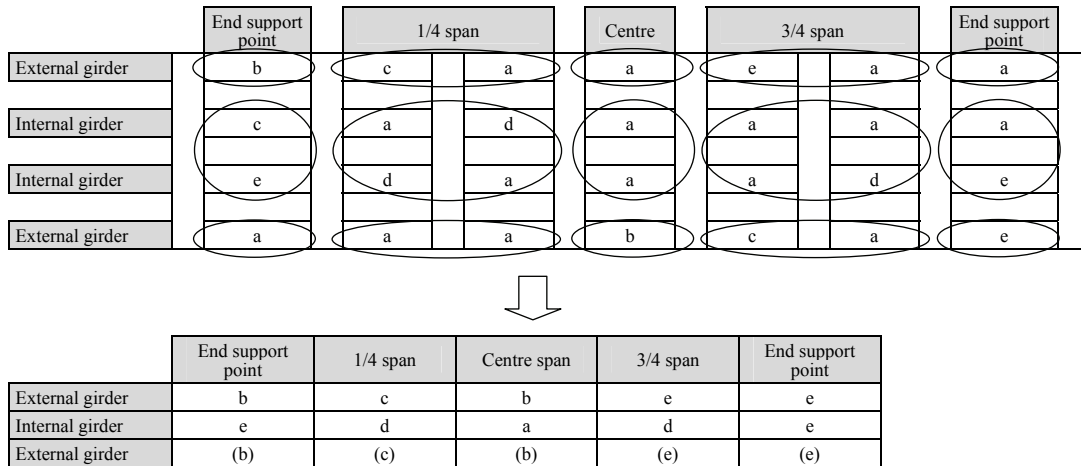 End support point 1/4 span Centre 3/4 span End support point
External girder b c a a e a a
Internal girder c a d a a a a
Internal girder e d a a a d e
External girder a a a b c a e
End support point 1/4 span Centre span 3/4 span End support point
External girder b c b e e
Internal girder e d a d e
External girder (b) (c) (b) (e) (e)